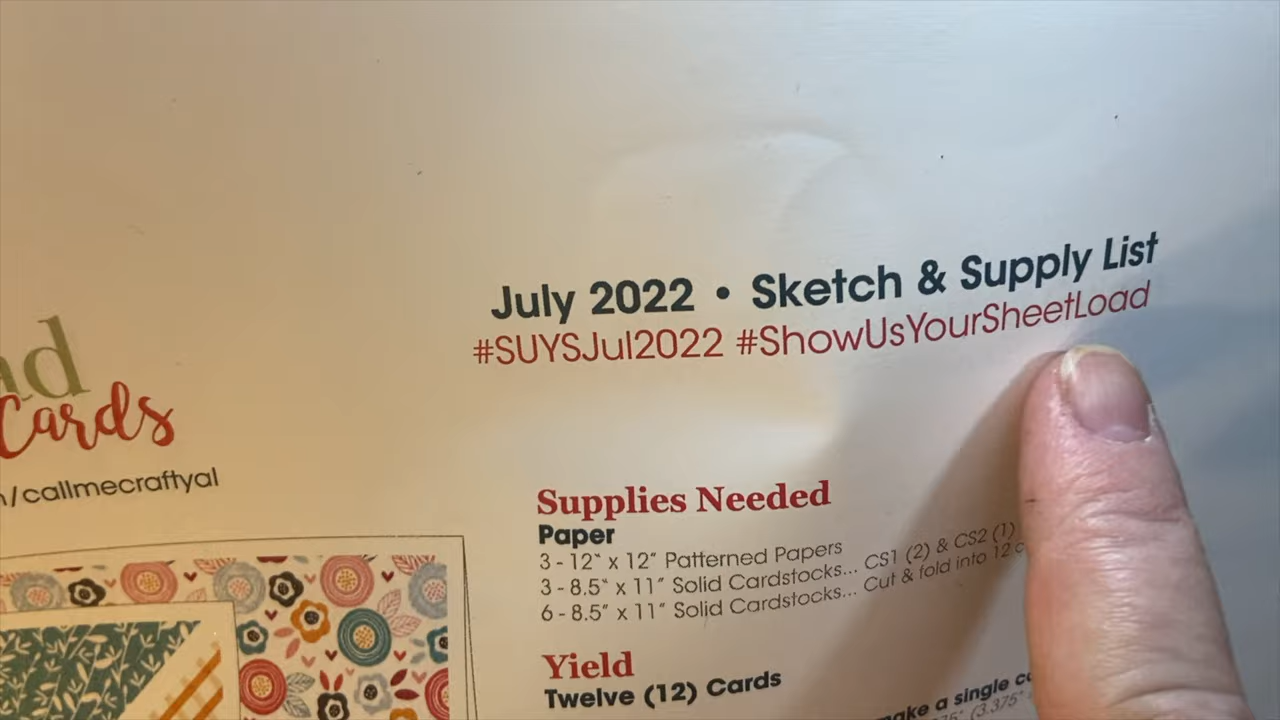 July 2022 • Sketch & Supply List
#SUYSJul2022 #ShowUsYourSheetLoad
Cards
/callmecraftyal
Supplies Needed
Paper
3 - 12" x 12" Patterned Papers
3 - 8.5" x 11" Solid Cardstocks... CS1 (2) & CS2 (1)
6 - 8.5" x 11" Solid Cardstocks... Cut & fold into 12
Yield
Twelve (12) Cards
make a single
(3.375"